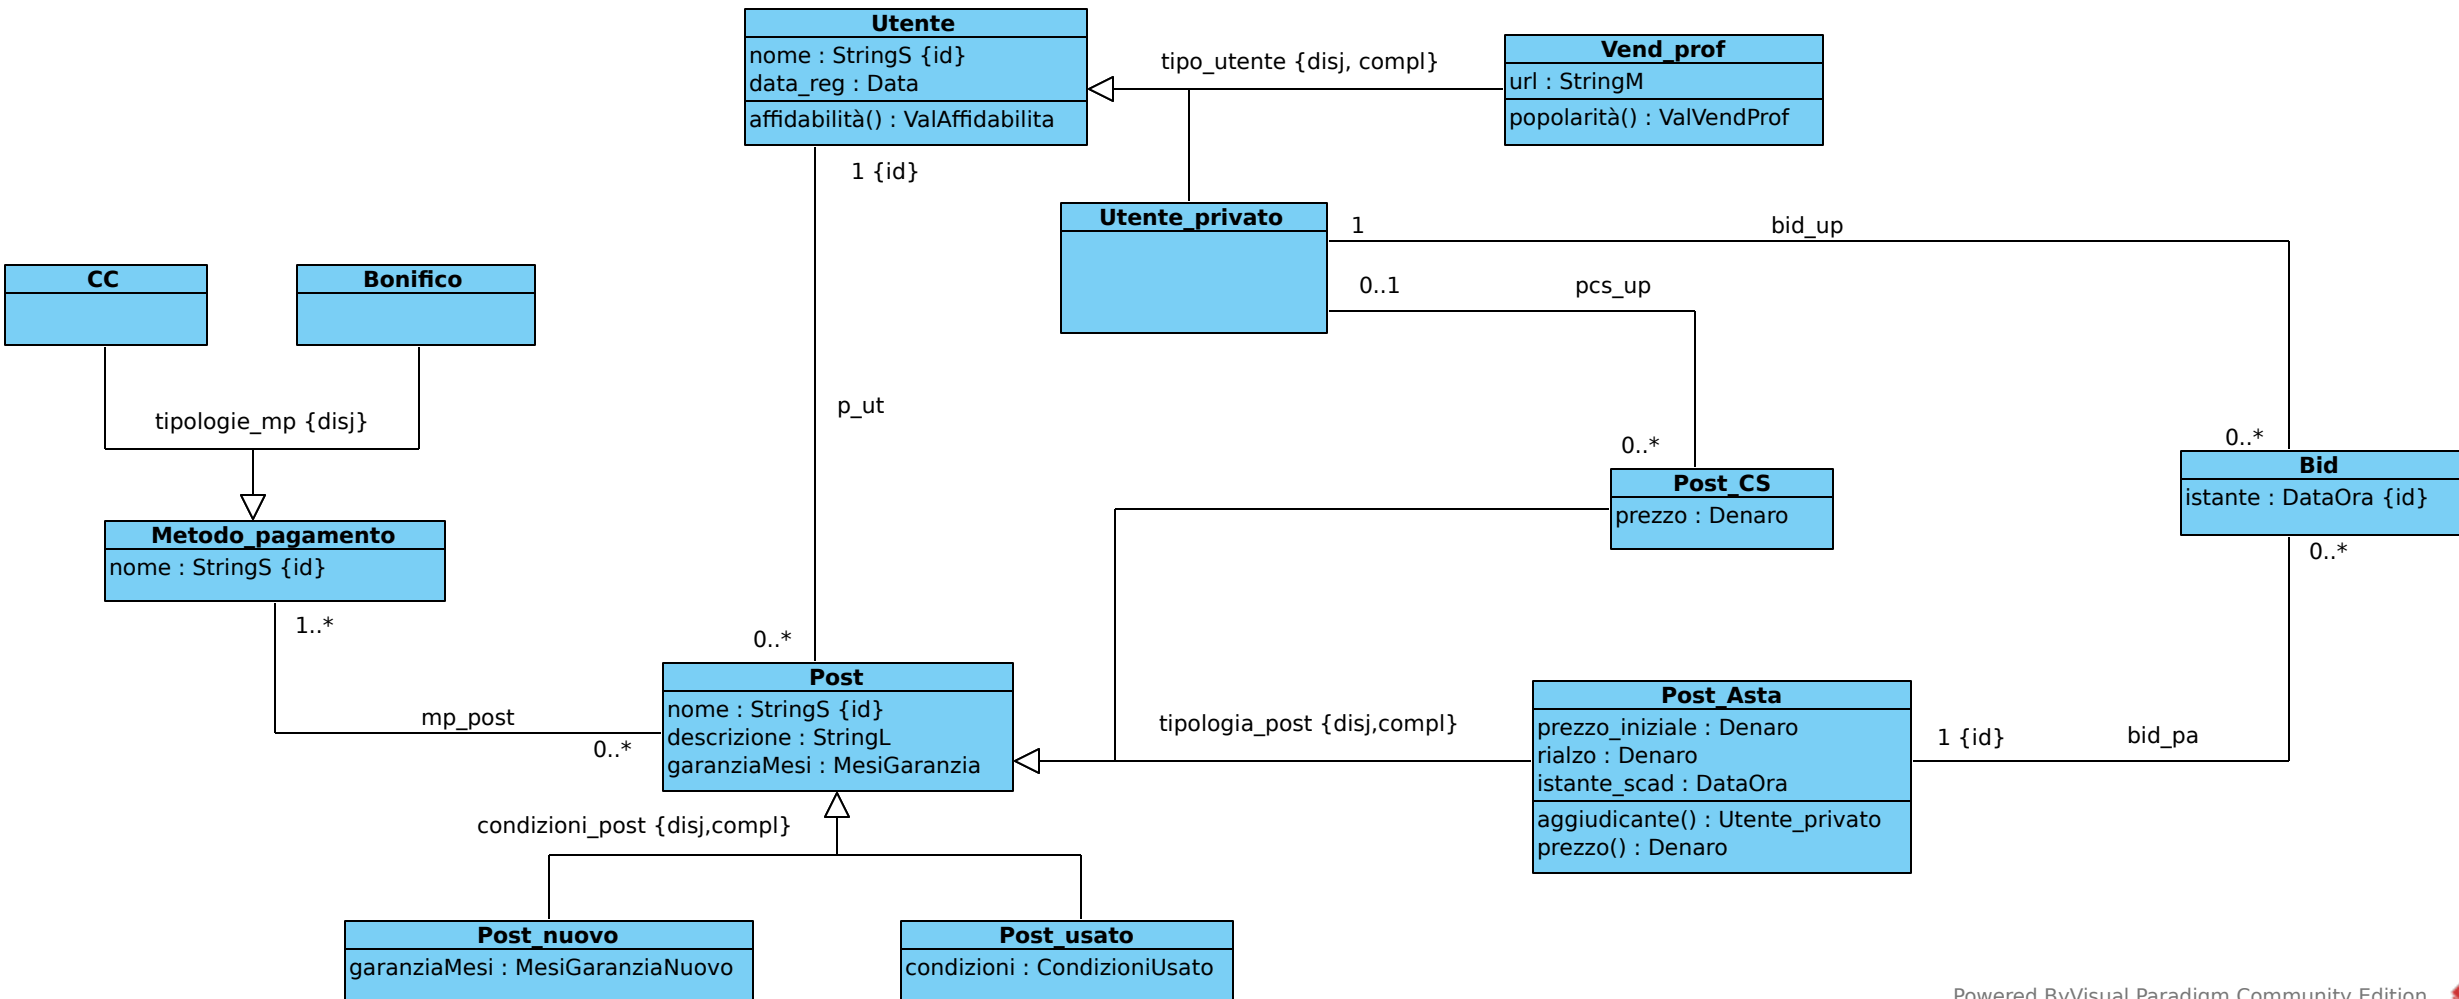 Utente
nome : StringS {id}
data_reg : Data
affidabilità() : ValAffidabilita
tipo_utente {disj, compl}
Vend_prof
url : StringM
popolarità() : ValVendProf
1 {id}
Utente_privato
1
bid_up
0..1
pcs_up
CC
Bonifico
tipologie_mp {disj}
p_ut
0..*
0..*
Post_CS
prezzo : Denaro
Bid
istante : DataOra {id}
0..*
Metodo_pagamento
nome : StringS {id}
1..*
0..*
mp_post
0..*
Post
nome : StringS {id}
descrizione : StringL
garanziaMesi : MesiGaranzia
tipologia_post {disj,compl}
Post_Asta
prezzo_iniziale : Denaro
rialzo : Denaro
istante_scad : DataOra
aggiudicante() : Utente_privato
prezzo() : Denaro
1 {id}
bid_pa
condizioni_post {disj,compl}
Post_nuovo
garanziaMesi : MesiGaranziaNuovo
Post_usato
condizioni : CondizioniUsato
Powered ByVisual Paradigm Community Edition